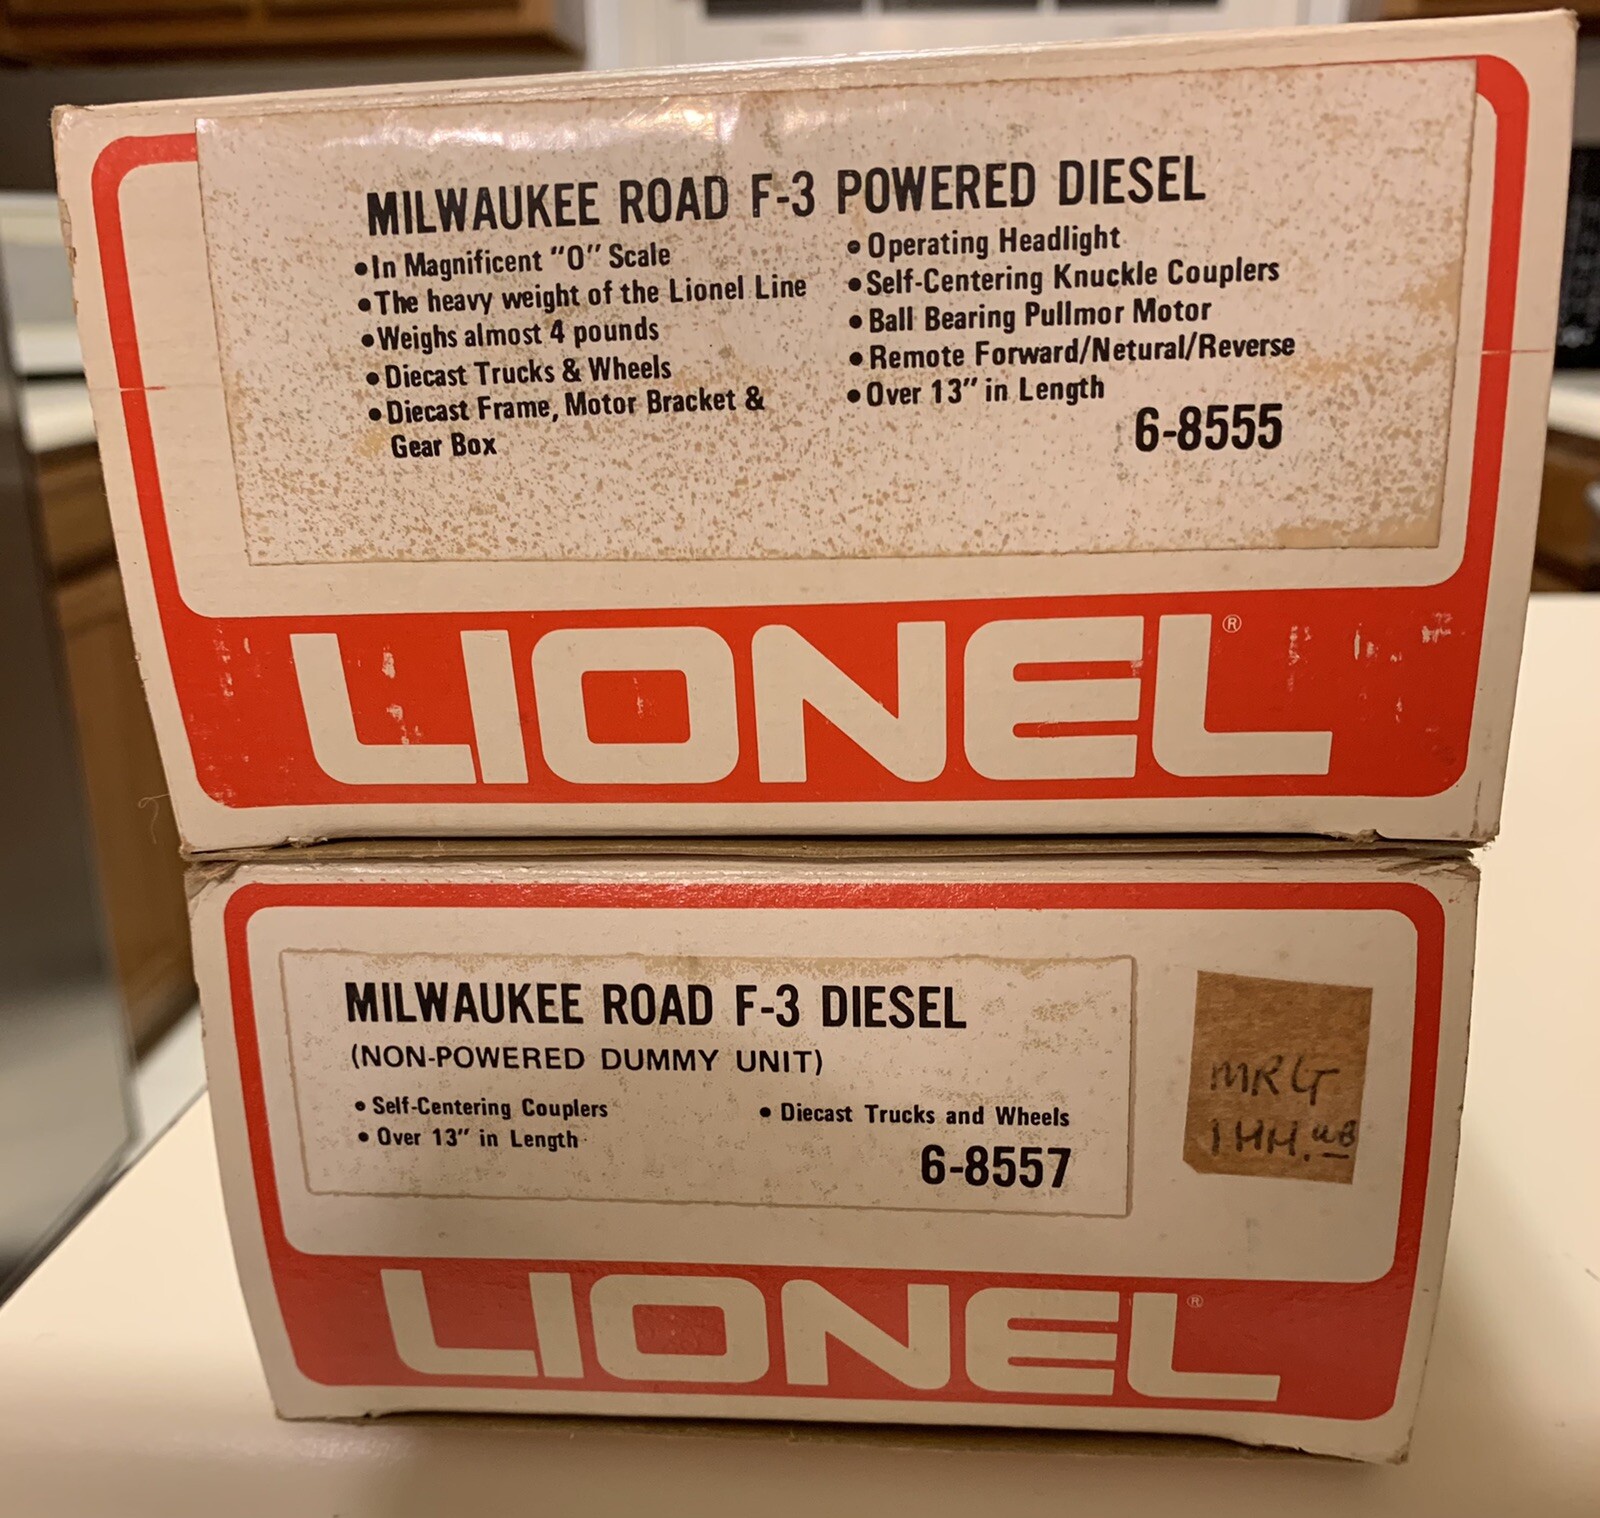 MILWAUKEE ROAD F-3 POWERED DIESEL
• In Magnificent "O" Scale
• The heavy weight of the Lionel Line
• Weighs almost 4 pounds
• Diecast Trucks & Wheels
• Diecast Frame, Motor Bracket &
Gear Box
• Operating Headlight
• Self-Centering Knuckle Couplers
• Ball Bearing Pullmor Motor
• Remote Forward/Netural/Reverse
• Over 13" in Length
6-8555
LIONEL®
MILWAUKEE ROAD F-3 DIESEL
(NON-POWERED DUMMY UNIT)
• Self-Centering Couplers
• Over 13" in Length
• Diecast Trucks and Wheels
6-8557
MRG
LIONEL®